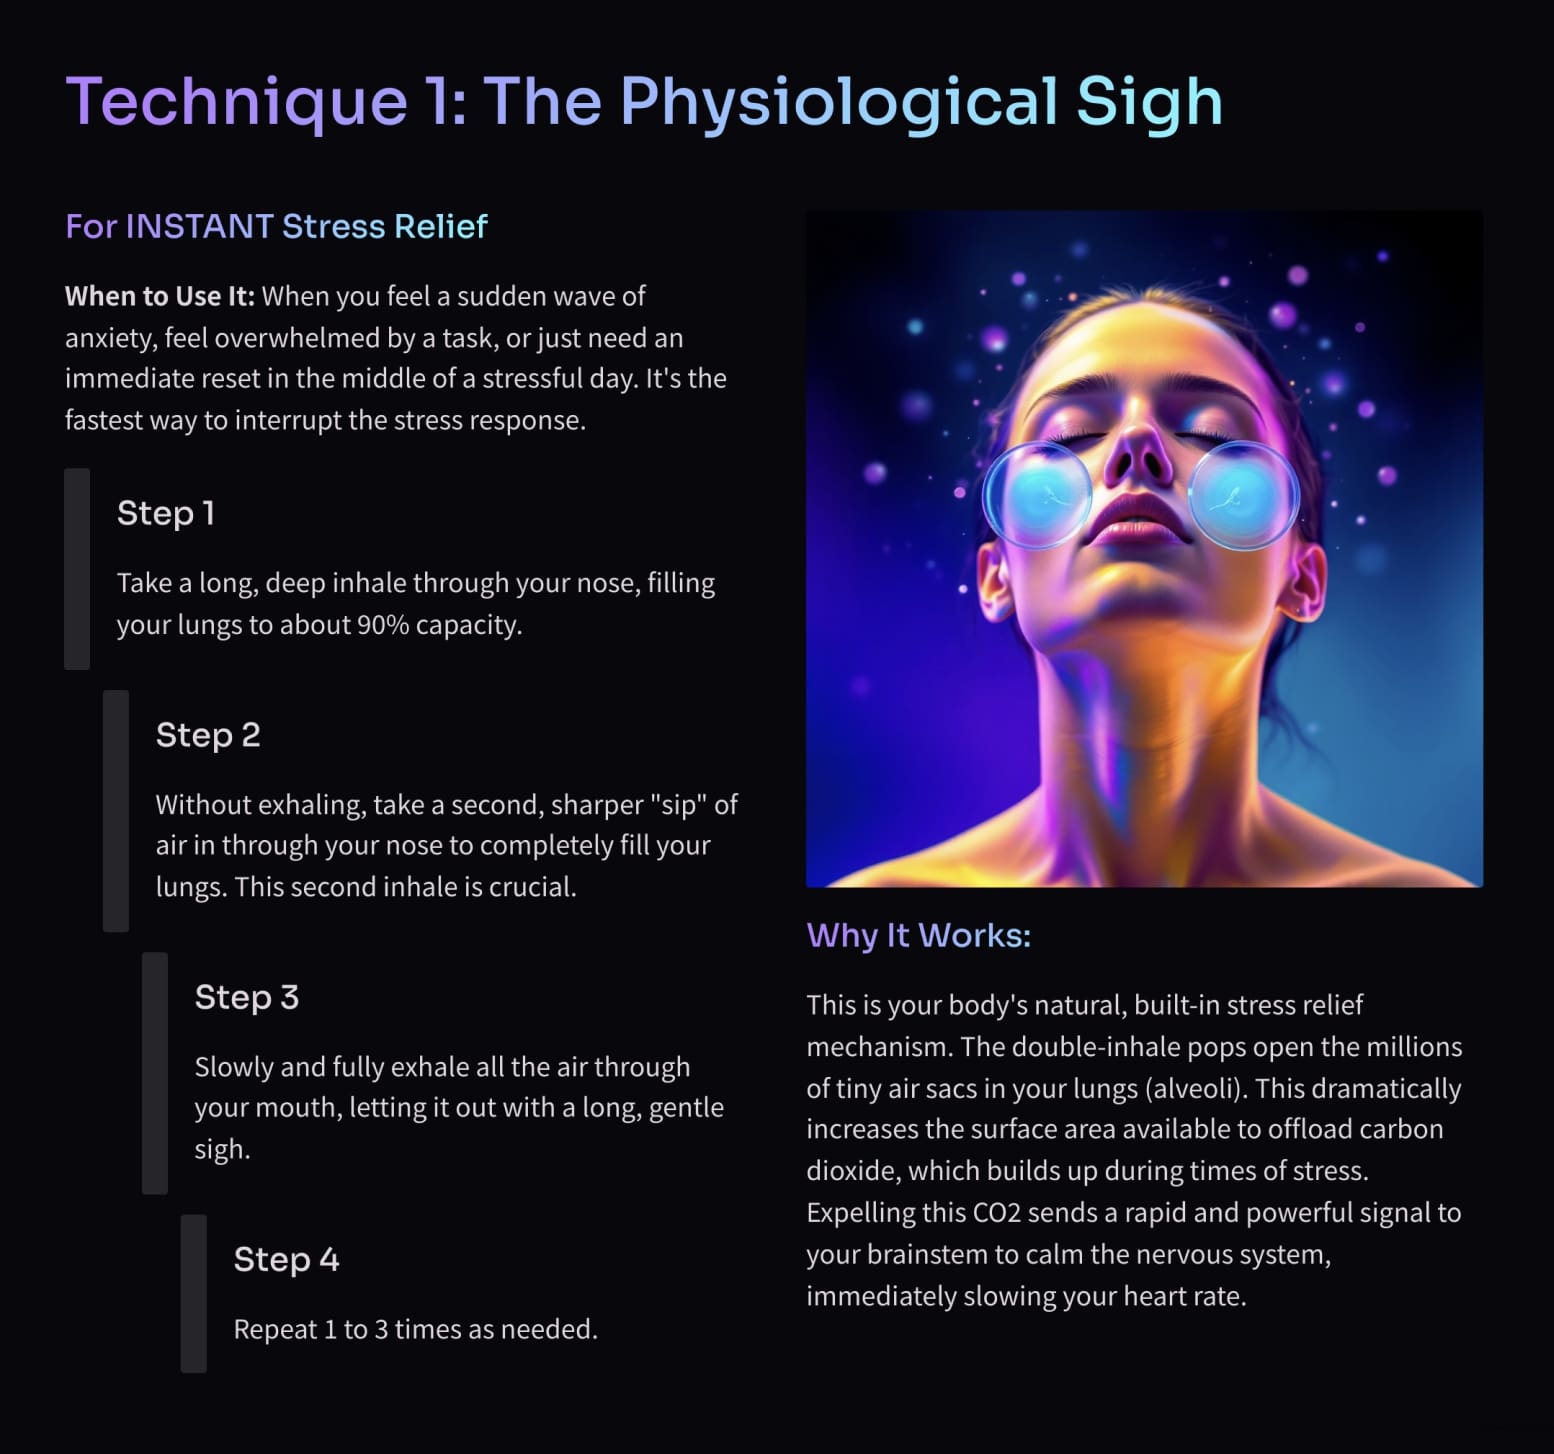 Technique 1: The Physiological Sigh
For INSTANT Stress Relief
When to Use It: When you feel a sudden wave of
anxiety, feel overwhelmed by a task, or just need an
immediate reset in the middle of a stressful day. It's the
fastest way to interrupt the stress response.
Step 1
Take a long, deep inhale through your nose, filling
your lungs to about 90% capacity.
Step 2
Without exhaling, take a second, sharper "sip" of
air in through your nose to completely fill your
lungs. This second inhale is crucial.
Step 3
Slowly and fully exhale all the air through
your mouth, letting it out with a long, gentle
sigh.
Step 4
Repeat 1 to 3 times as needed.
Why It Works:
This is your body's natural, built-in stress relief
mechanism. The double-inhale pops open the millions
of tiny air sacs in your lungs (alveoli). This dramatically
increases the surface area available to offload carbon
dioxide, which builds up during times of stress.
Expelling this CO2 sends a rapid and powerful signal to
your brainstem to calm the nervous system,
immediately slowing your heart rate.